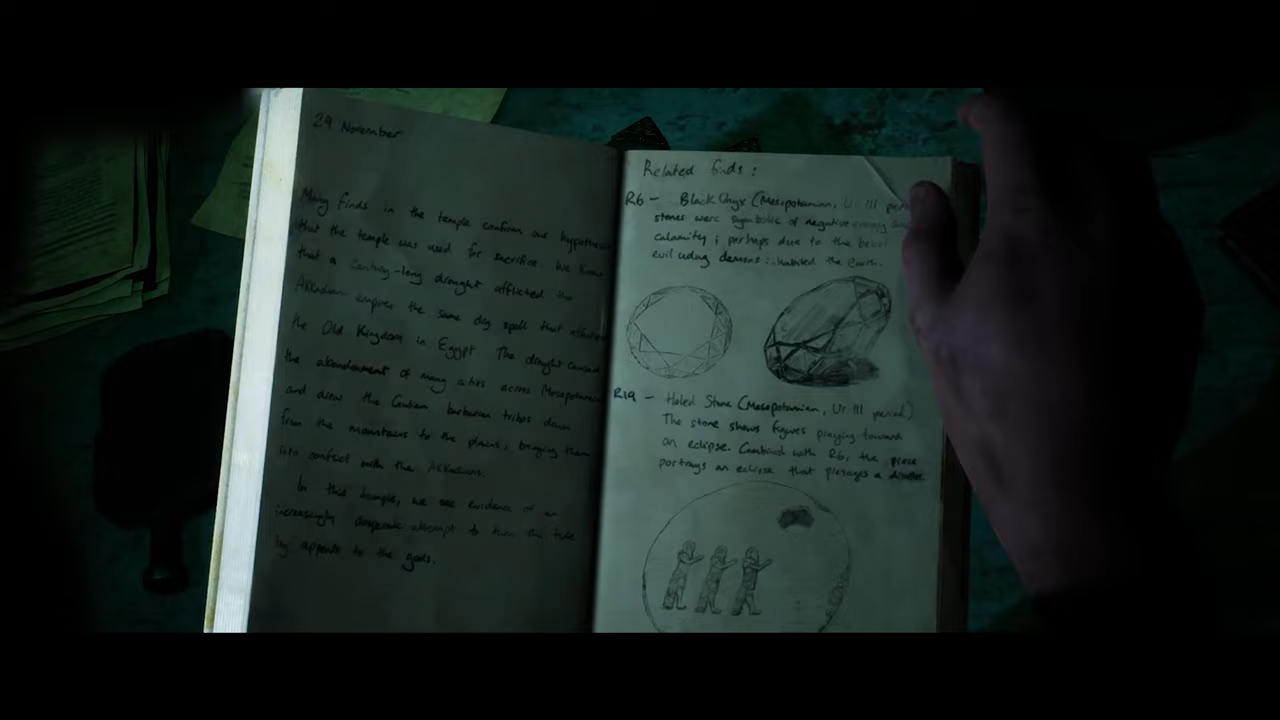 29 November
Many finds in the temple confirm our hypothesis
that the temple was used for sacrifice. We know
that a century-long drought afflicted the
Akkadian empire the same dry spell that
the Old Kingdom in Egypt. The drought caused
the abandonment of many cities across Mesopotamia
and drew the Gutian barbarian tribes down
from the mountains to the plains, bringing them
into conflict with the Akkadians.
In this temple, we see evidence of an
increasingly desperate attempt to turn the tide
by appeals to the gods.
Related finds:
R6 - Black Onyx (Mesopotamian, Ur III
stones were symbolic of negative energy
calamity; perhaps due to the
evil udug demons inhabited the earth.
R19 - Holed Stone (Mesopotamian, Ur III period)
The stone shows figures praying toward
an eclipse. Combined with R6, the piece
portrays an eclipse that presages a disaster